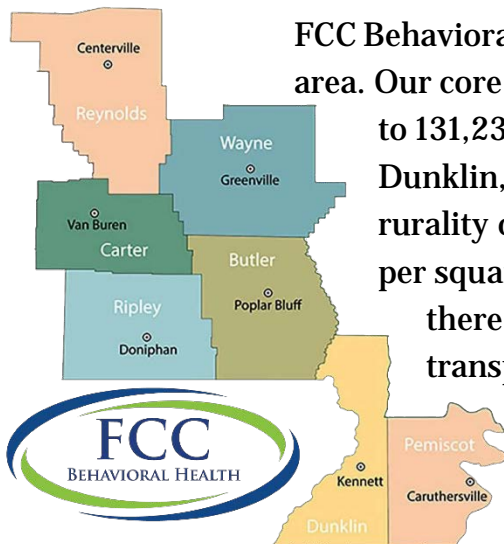 FCC Behavior
area. Our core
to 131,23
Dunklin,
rurality
per squa
there
trans
Centerville
Reynolds
Wayne
Greenville
Van Buren
Carter
Butler
Ripley
Poplar Bluff
Doniphan
FCC
BEHAVIORAL HEALTH
Pemiscot
Kennett
Caruthersville
Dunklin